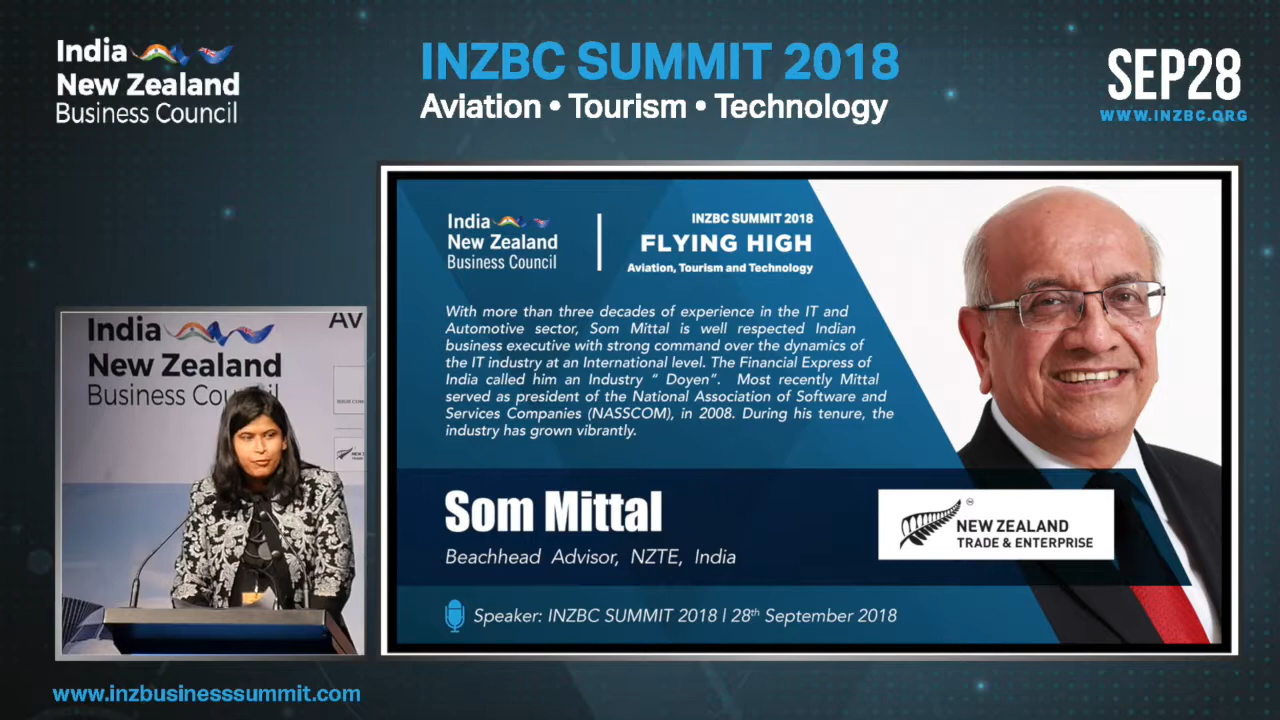 India
New Zealand
Business Council
INZBC SUMMIT 2018
Aviation • Tourism • Technology
SEP28
WWW.INZBC.ORG
India
New Zealand
Business Council
INZBC SUMMIT 2018
FLYING HIGH
Aviation, Tourism and Technology
With more than three decades of experience in the IT and
Automotive sector, Som Mittal is well respected Indian
business executive with strong command over the dynamics of
the IT industry at an International level. The Financial Express of
India called him an Industry " Doyen". Most recently Mittal
served as president of the National Association of Software and
Services Companies (NASSCOM), in 2008. During his tenure, the
industry has grown vibrantly.
Som Mittal
Beachhead Advisor, NZTE, India
NEW ZEALAND
TRADE & ENTERPRISE
Speaker: INZBC SUMMIT 2018 | 28th September 2018
India
New Zealand
Business Council
AV
www.inzbusinesssummit.com